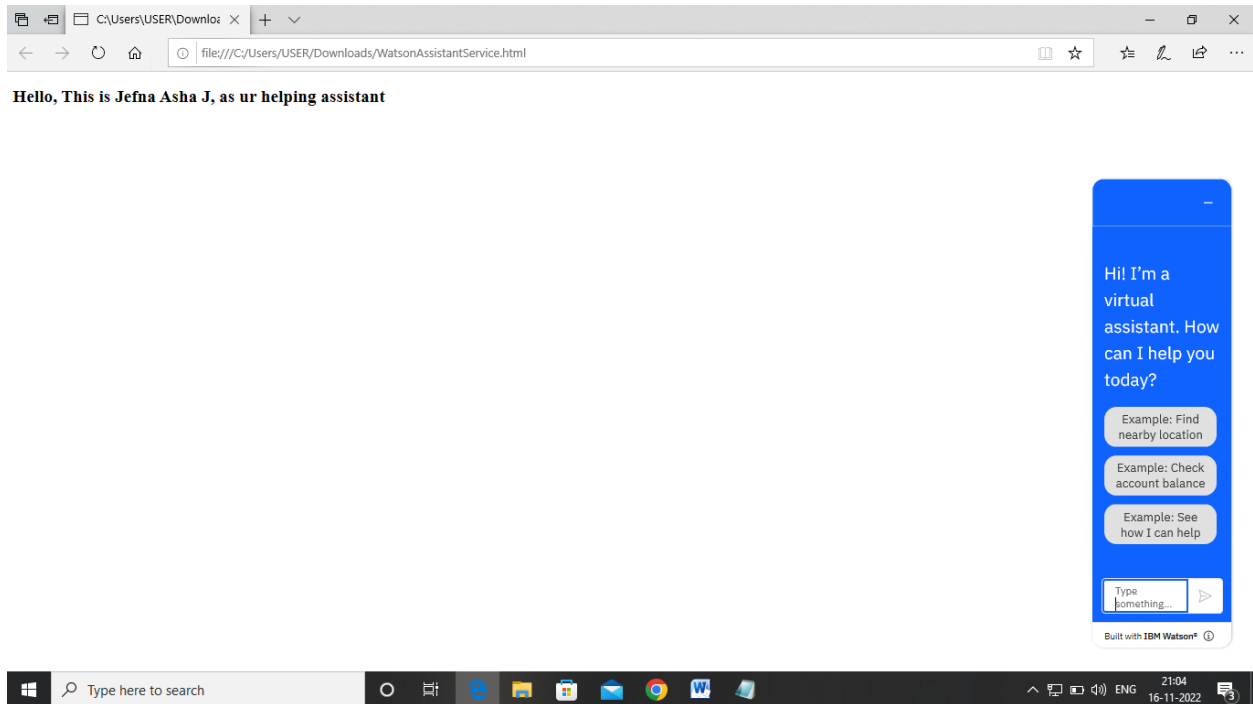 C:\Users\USER\Downloa
file:///C:/Users/USER/Downloads/WatsonAssistantService.html
Hello, This is Jefna Asha J, as ur helping assistant
Hi! I'm a
virtual
assistant. How
can I help you
today?
Example: Find
nearby location
Example: Check
account balance
Example: See
how I can help
Type
something...
Built with IBM Watson®
Type here to search
ENG
21:04
16-11-2022
3